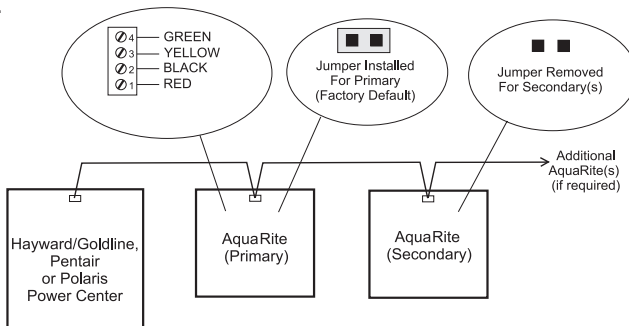 4 GREEN
3 YELLOW
2 BLACK
1 RED
Jumper Installed
For Primary
(Factory Default)
Jumper Removed
For Secondary(s)
Additional
AquaRite(s)
(if required)
Hayward/Goldline,
Pentair
or Polaris
Power Center
AquaRite
(Primary)
AquaRite
(Secondary)